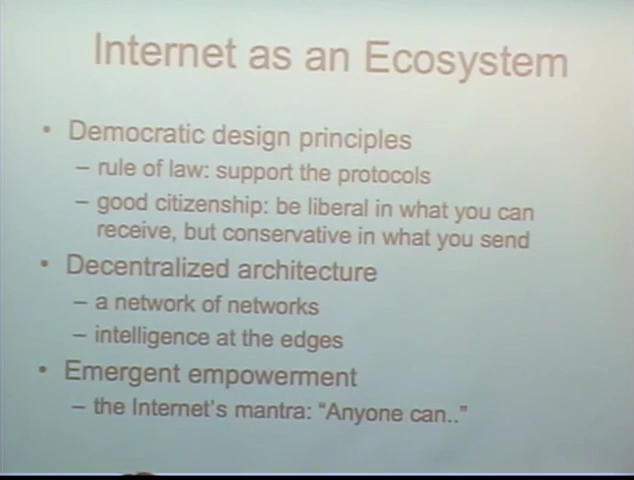 Internet as an Ecosystem
• Democratic design principles
– rule of law: support the protocols
– good citizenship: be liberal in what you can
receive, but conservative in what you send
• Decentralized architecture
– a network of networks
– intelligence at the edges
• Emergent empowerment
– the Internet's mantra: "Anyone can.."